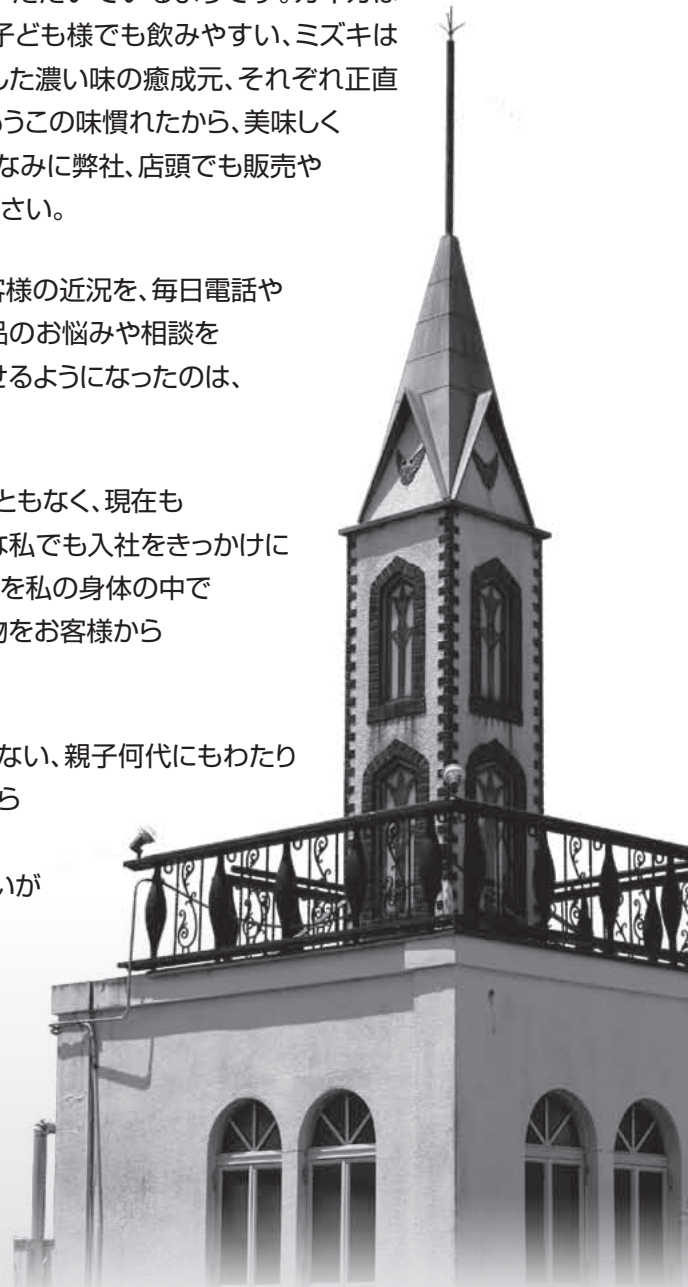 子ども様でも飲みやすい、ミズキは
した濃い味の癒成元、それぞれ正直
うこの味慣れたから、美味しく
なみに弊社、店頭でも販売や
さい。
客様の近況を、毎日電話や
品のお悩みや相談を
せるようになったのは、
ともなく、現在も
な私でも入社をきっかけに
を私の身体の中で
物をお客様から
ない、親子何代にもわたり
ら
いが